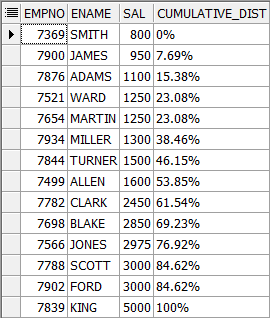 EMPNO ENAME SAL CUMULATIVE_DIST
7369 SMITH 800 0%
7900 JAMES 950 7.69%
7876 ADAMS 1100 15.38%
7521 WARD 1250 23.08%
7654 MARTIN 1250 23.08%
7934 MILLER 1300 38.46%
7844 TURNER 1500 46.15%
7499 ALLEN 1600 53.85%
7782 CLARK 2450 61.54%
7698 BLAKE 2850 69.23%
7566 JONES 2975 76.92%
7788 SCOTT 3000 84.62%
7902 FORD 3000 84.62%
7839 KING 5000 100%